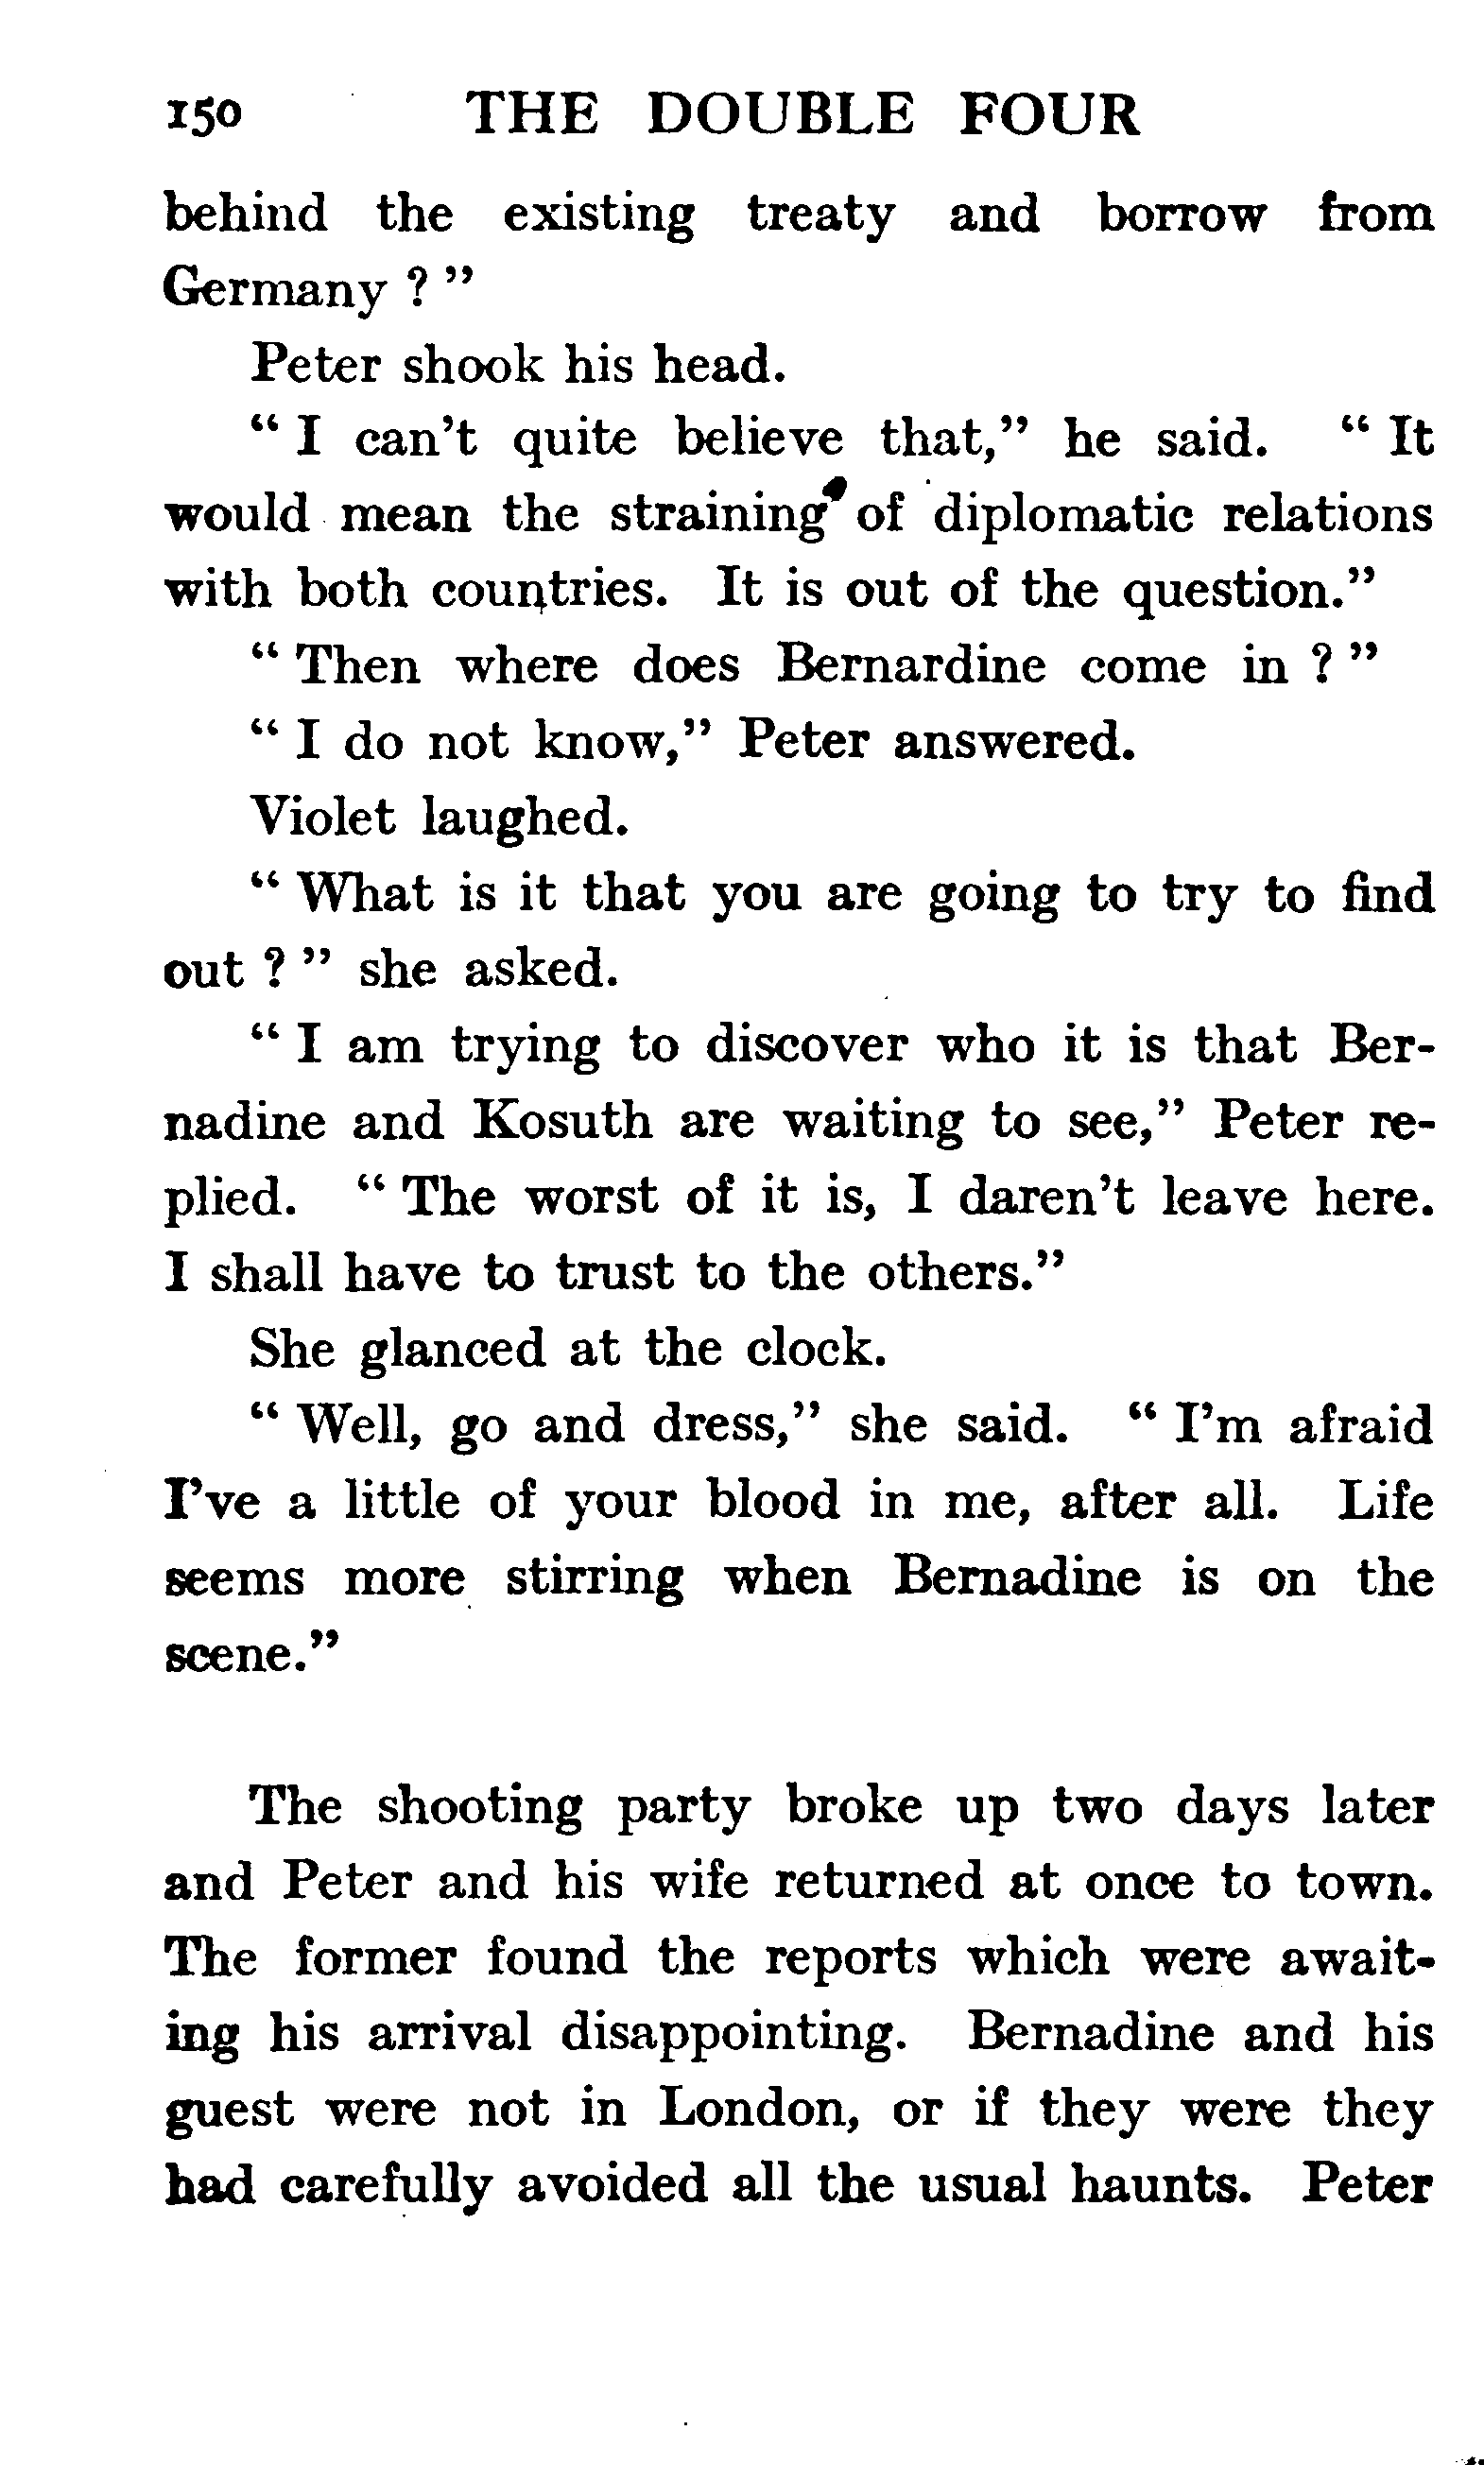 150 THE DOUBLE FOUR
behind the existing treaty and borrow from
Germany ? ”
Peter shook his head.
“ I can't quite believe that,” he said. “ It
would mean the straining of diplomatic relations
with both countries. It is out of the question.”
“ Then where does Bernardine come in ? ”
“ I do not know,” Peter answered.
Violet laughed.
“ What is it that you are going to try to find
out ? ” she asked.
“ I am trying to discover who it is that Ber-
nadine and Kosuth are waiting to see,” Peter re-
plied. “ The worst of it is, I daren't leave here.
I shall have to trust to the others.”
She glanced at the clock.
“ Well, go and dress,” she said. “ I'm afraid
I've a little of your blood in me, after all. Life
seems more stirring when Bernadine is on the
scene.”
The shooting party broke up two days later
and Peter and his wife returned at once to town.
The former found the reports which were await-
ing his arrival disappointing. Bernadine and his
guest were not in London, or if they were they
had carefully avoided all the usual haunts. Peter